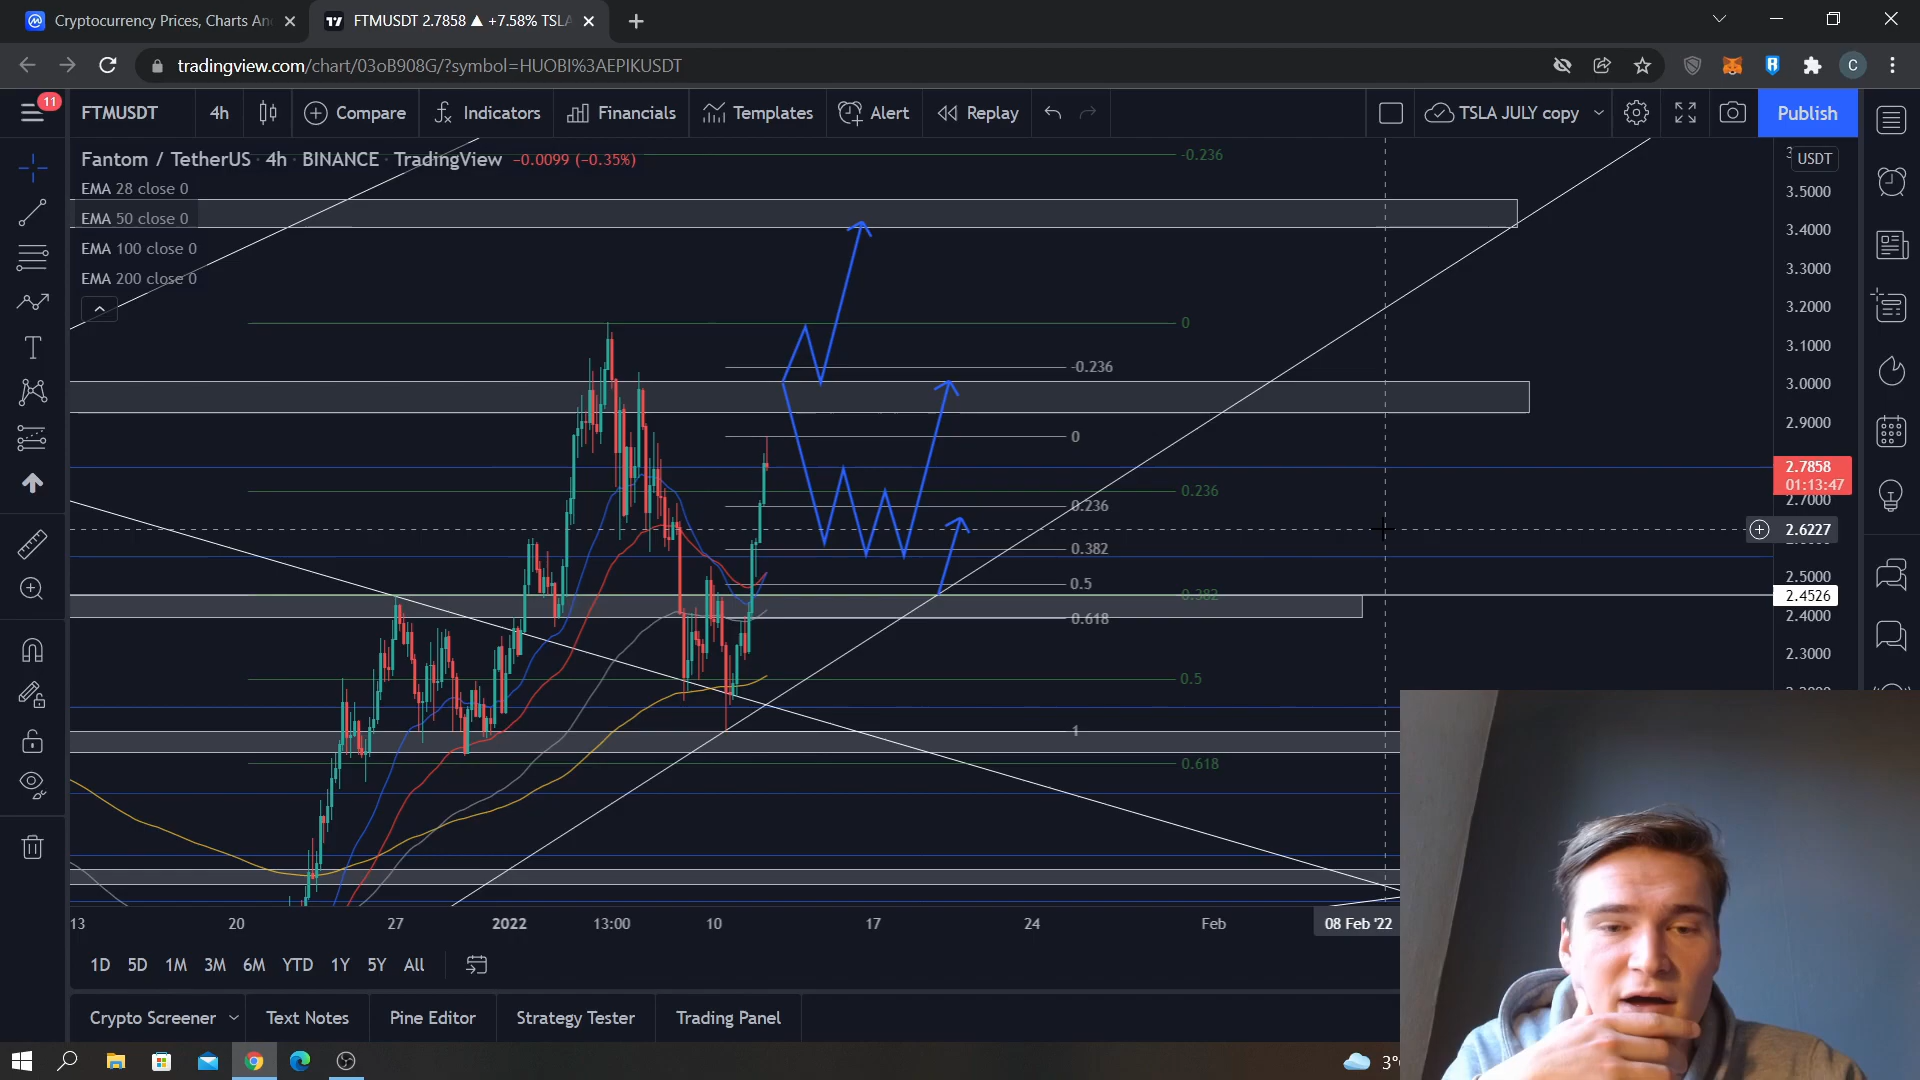 Cryptocurrency Prices, Charts An
FTMUSDT 2.7858 ▲ +7.58% TSLA
tradingview.com/chart/03oB908G/?symbol=HUOBI%3AEPIKUSDT
C
11
FTMUSDT
4h
Compare
Indicators
Financials
Templates
Alert
Replay
TSLA JULY copy
Publish
Fantom / TetherUS · 4h · BINANCE · TradingView −0.0099 (−0.35%)
EMA 28 close 0
EMA 50 close 0
EMA 100 close 0
EMA 200 close 0
-0.236
0
-0.236
0
0.236
0.236
0.382
0.5
0.382
0.618
0.5
1
0.618
USDT
3.5000
3.4000
3.3000
3.2000
3.1000
3.0000
2.9000
2.7858
01:13:47
2.7000
2.6227
2.5000
2.4526
2.4000
2.3000
13
20
27
2022
13:00
10
17
24
Feb
08 Feb '22
1D 5D 1M 3M 6M YTD 1Y 5Y All
Crypto Screener
Text Notes
Pine Editor
Strategy Tester
Trading Panel